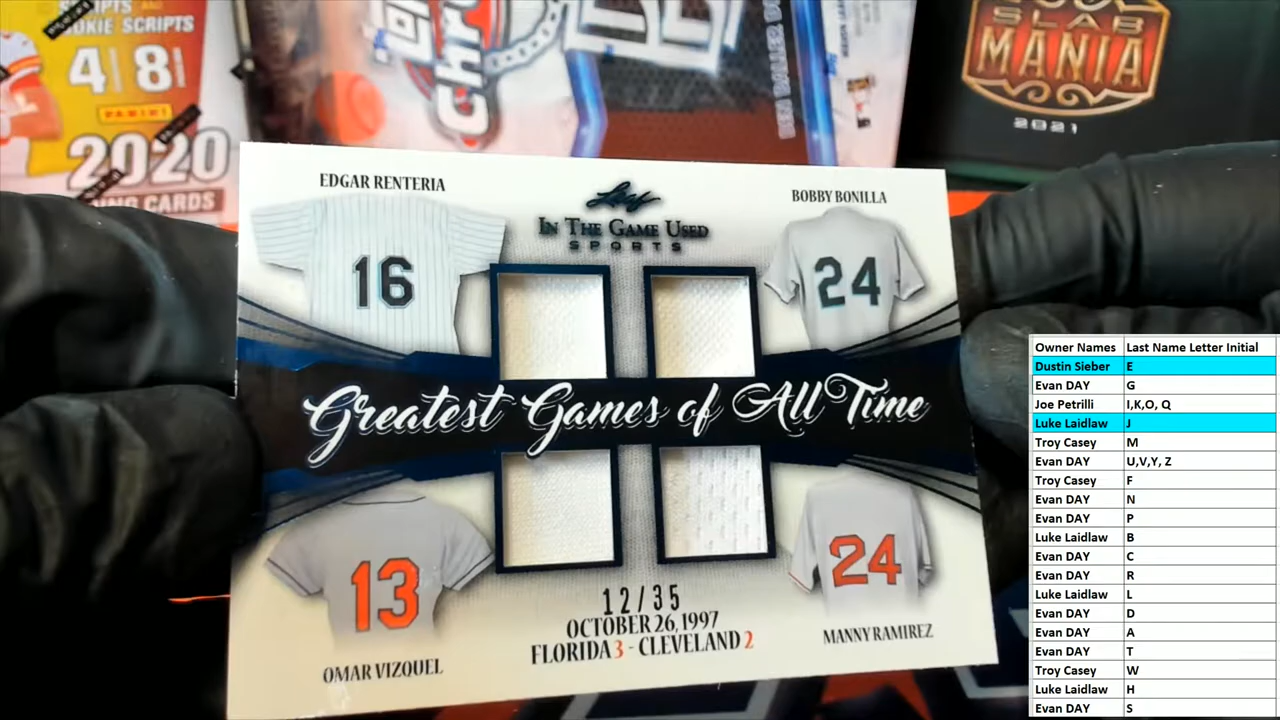 SCRIPTS AND
ROOKIE SCRIPTS
4 8
PANINI
2020
CARDS
SLAB
MANIA
2021
EDGAR RENTERIA
BOBBY BONILLA
Leaf
IN THE GAME USED
SPORTS
16
24
Greatest Games of All Time
13
24
12/35
OCTOBER 26, 1997
FLORIDA 3 - CLEVELAND 2
OMAR VIZQUEL
MANNY RAMIREZ
Owner Names Last Name Letter Initial
Dustin Sieber E
Evan DAY G
Joe Petrilli I,K,O, Q
Luke Laidlaw J
Troy Casey M
Evan DAY U,V,Y, Z
Troy Casey F
Evan DAY N
Evan DAY P
Luke Laidlaw B
Evan DAY C
Evan DAY R
Luke Laidlaw L
Evan DAY D
Evan DAY A
Evan DAY T
Troy Casey W
Luke Laidlaw H
Evan DAY S